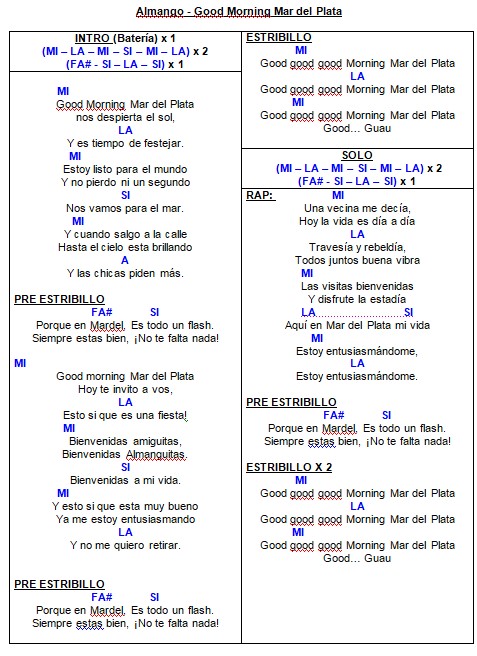 Almango - Good Morning Mar del Plata
INTRO (Batería) x 1
(MI – LA – MI – SI – MI – LA) x 2
(FA# - SI – LA – SI) x 1
MI
Good Morning Mar del Plata
nos despierta el sol,
LA
Y es tiempo de festejar.
MI
Estoy listo para el mundo
Y no pierdo ni un segundo
SI
Nos vamos para el mar.
MI
Y cuando salgo a la calle
Hasta el cielo esta brillando
A
Y las chicas piden más.
PRE ESTRIBILLO
FA# SI
Porque en Mardel, Es todo un flash.
Siempre estas bien, ¡No te falta nada!
MI
Good morning Mar del Plata
Hoy te invito a vos,
LA
Esto si que es una fiesta!
MI
Bienvenidas amiguitas,
Bienvenidas Almanguitas.
SI
Bienvenidas a mi vida.
MI
Y esto si que esta muy bueno
Ya me estoy entusiasmando
LA
Y no me quiero retirar.
PRE ESTRIBILLO
FA# SI
Porque en Mardel, Es todo un flash.
Siempre estas bien, ¡No te falta nada!
ESTRIBILLO
MI
Good good good Morning Mar del Plata
LA
Good good good Morning Mar del Plata
MI
Good good good Morning Mar del Plata
Good… Guau
SOLO
(MI – LA – MI – SI – MI – LA) x 2
(FA# - SI – LA – SI) x 1
RAP: MI
Una vecina me decía,
Hoy la vida es día a día
LA
Travesía y rebeldía,
Todos juntos buena vibra
MI
Las visitas bienvenidas
Y disfrute la estadía
LA..............................SI
Aquí en Mar del Plata mi vida
MI
Estoy entusiasmándome,
LA
Estoy entusiasmándome.
PRE ESTRIBILLO
FA# SI
Porque en Mardel, Es todo un flash.
Siempre estas bien, ¡No te falta nada!
ESTRIBILLO X 2
MI
Good good good Morning Mar del Plata
LA
Good good good Morning Mar del Plata
MI
Good good good Morning Mar del Plata
Good… Guau